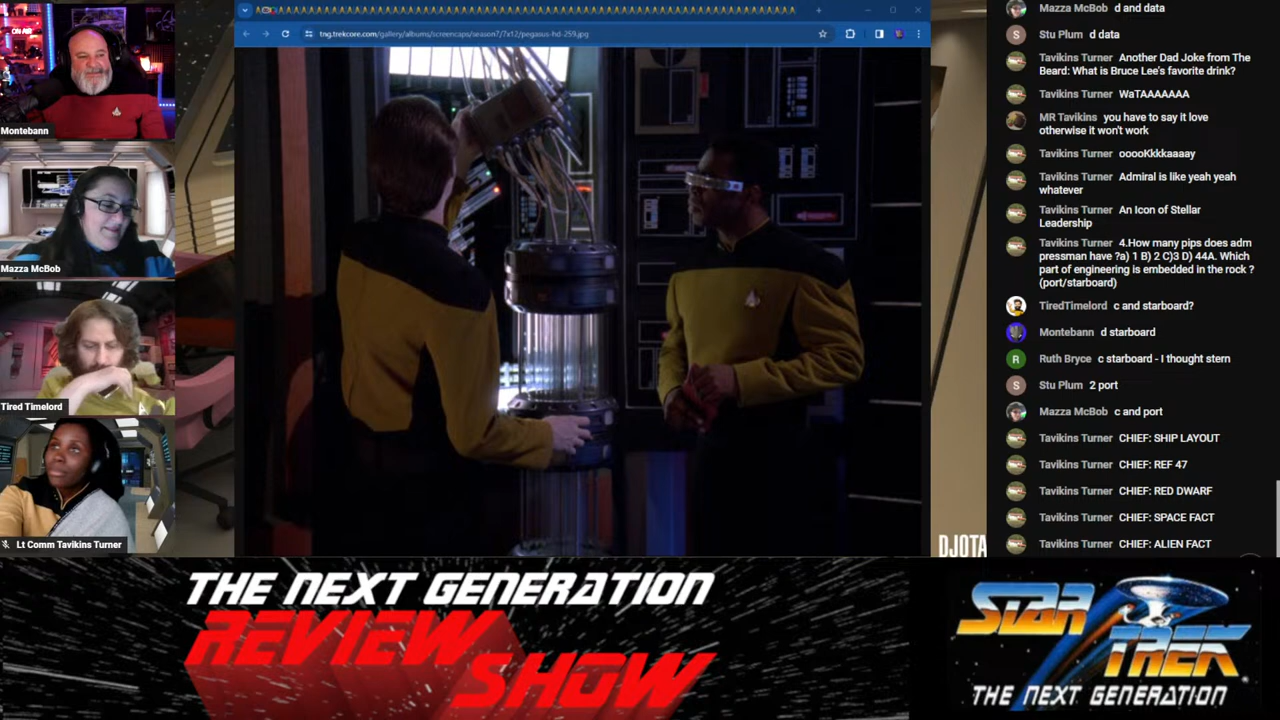 ON AIR
Montebann
Mazza McBob
Tired Timelord
Lt Comm Tavikins Turner
tng.trekcore.com/gallery/albums/screencaps/season7/7x12/pegasus-hd-259.jpg
Mazza McBob d and data
Stu Plum d data
Tavikins Turner Another Dad Joke from The
Beard: What is Bruce Lee's favorite drink?
Tavikins Turner WaTAAAAAAA
MR Tavikins you have to say it love
otherwise it won't work
Tavikins Turner ooooKkkkaaaay
Tavikins Turner Admiral is like yeah yeah
whatever
Tavikins Turner An Icon of Stellar
Leadership
Tavikins Turner 4.How many pips does adm
pressman have ?a) 1 B) 2 C)3 D) 44A. Which
part of engineering is embedded in the rock ?
(port/starboard)
TiredTimelord c and starboard?
Montebann d starboard
Ruth Bryce c starboard - I thought stern
Stu Plum 2 port
Mazza McBob c and port
Tavikins Turner CHIEF: SHIP LAYOUT
Tavikins Turner CHIEF: REF 47
Tavikins Turner CHIEF: RED DWARF
Tavikins Turner CHIEF: SPACE FACT
Tavikins Turner CHIEF: ALIEN FACT
DJOTA
THE NEXT GENERATION
REVIEW
SHOW
STAR
TREK
THE NEXT GENERATION